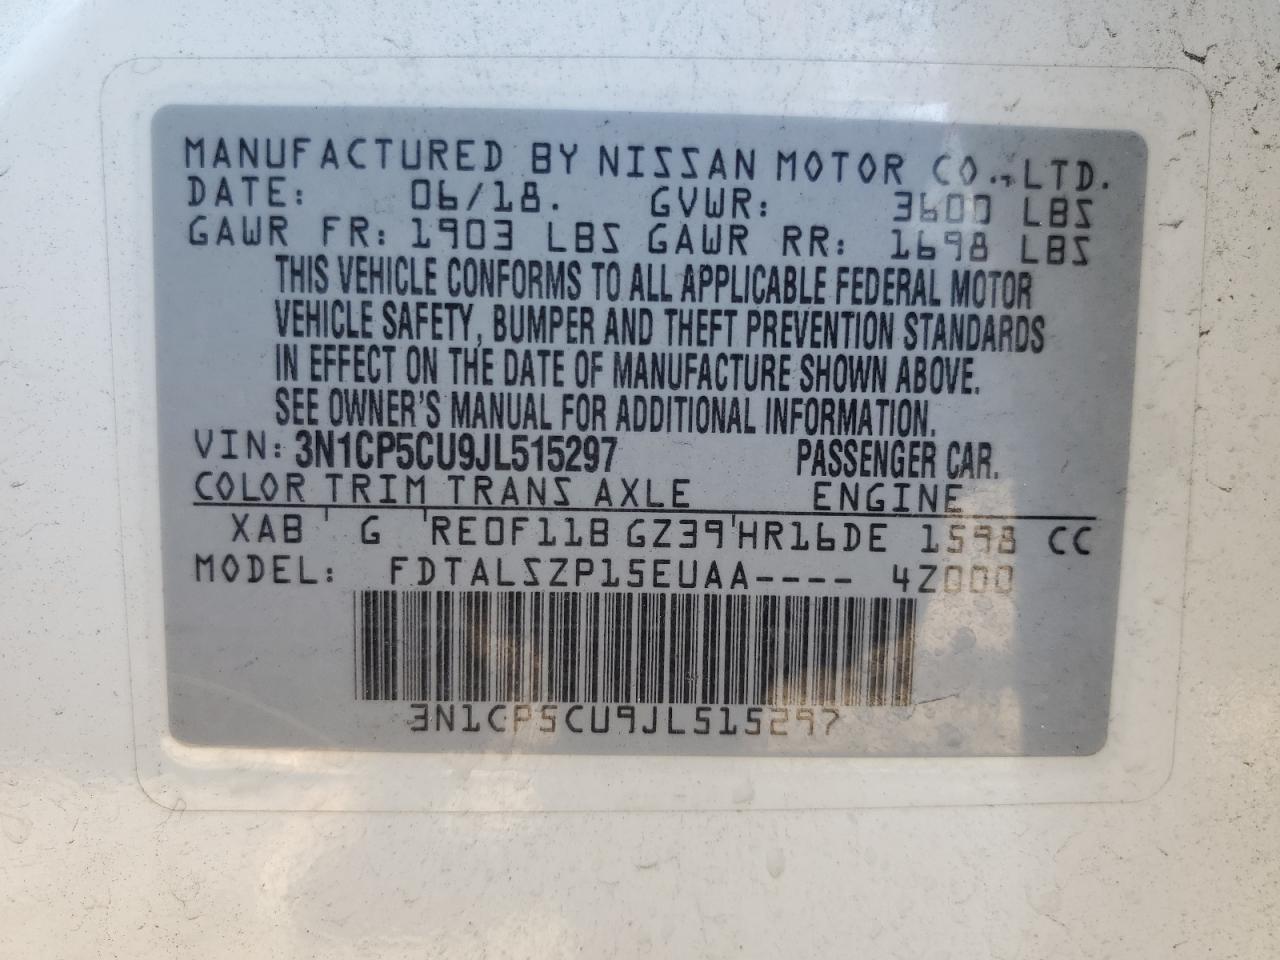 MANUFACTURED BY NISSAN MOTOR CO., LTD.
DATE: 06/18. GVWR: 3600 LBS
GAWR FR: 1903 LBS GAWR RR: 1698 LBS
THIS VEHICLE CONFORMS TO ALL APPLICABLE FEDERAL MOTOR
VEHICLE SAFETY, BUMPER AND THEFT PREVENTION STANDARDS
IN EFFECT ON THE DATE OF MANUFACTURE SHOWN ABOVE.
SEE OWNER'S MANUAL FOR ADDITIONAL INFORMATION.
VIN: 3N1CP5CU9JL515297 PASSENGER CAR.
COLOR TRIM TRANS AXLE ENGINE
XAB G RE0F11B GZ39 HR16DE 1598 CC
MODEL: FDTALSZP15EUAA---- 4Z000
3N1CP5CU9JL515297